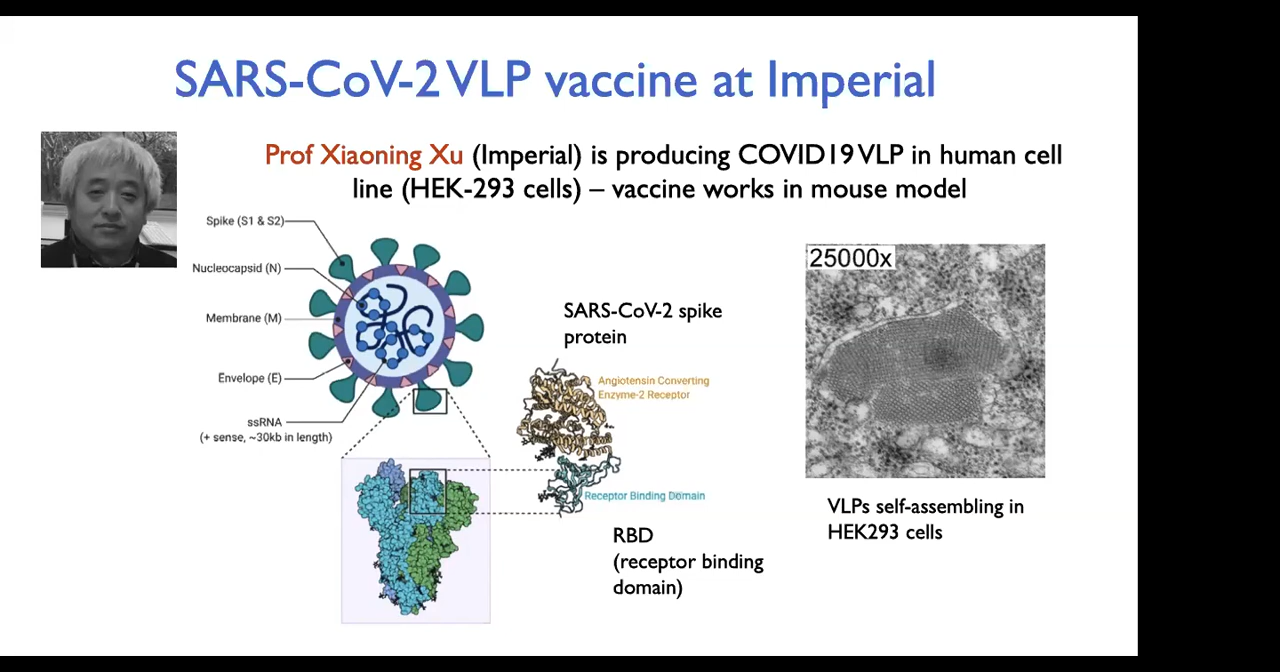 SARS-CoV-2 VLP vaccine at Imperial
Prof Xiaoning Xu (Imperial) is producing COVID19 VLP in human cell
line (HEK-293 cells) – vaccine works in mouse model
Spike (S1 & S2)
Nucleocapsid (N)
Membrane (M)
Envelope (E)
ssRNA
(+ sense, ~30kb in length)
SARS-CoV-2 spike
protein
Angiotensin Converting
Enzyme-2 Receptor
Receptor Binding Domain
RBD
(receptor binding
domain)
25000x
VLPs self-assembling in
HEK293 cells